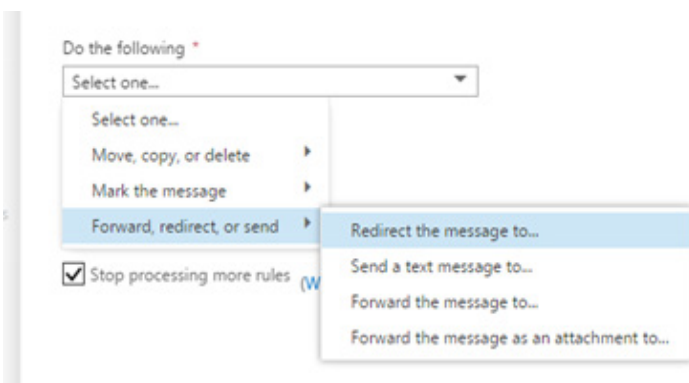 Do the following *
Select one...
Select one...
Move, copy, or delete
Mark the message
Forward, redirect, or send
Redirect the message to...
Send a text message to...
Forward the message to...
Forward the message as an attachment to...
Stop processing more rules (W